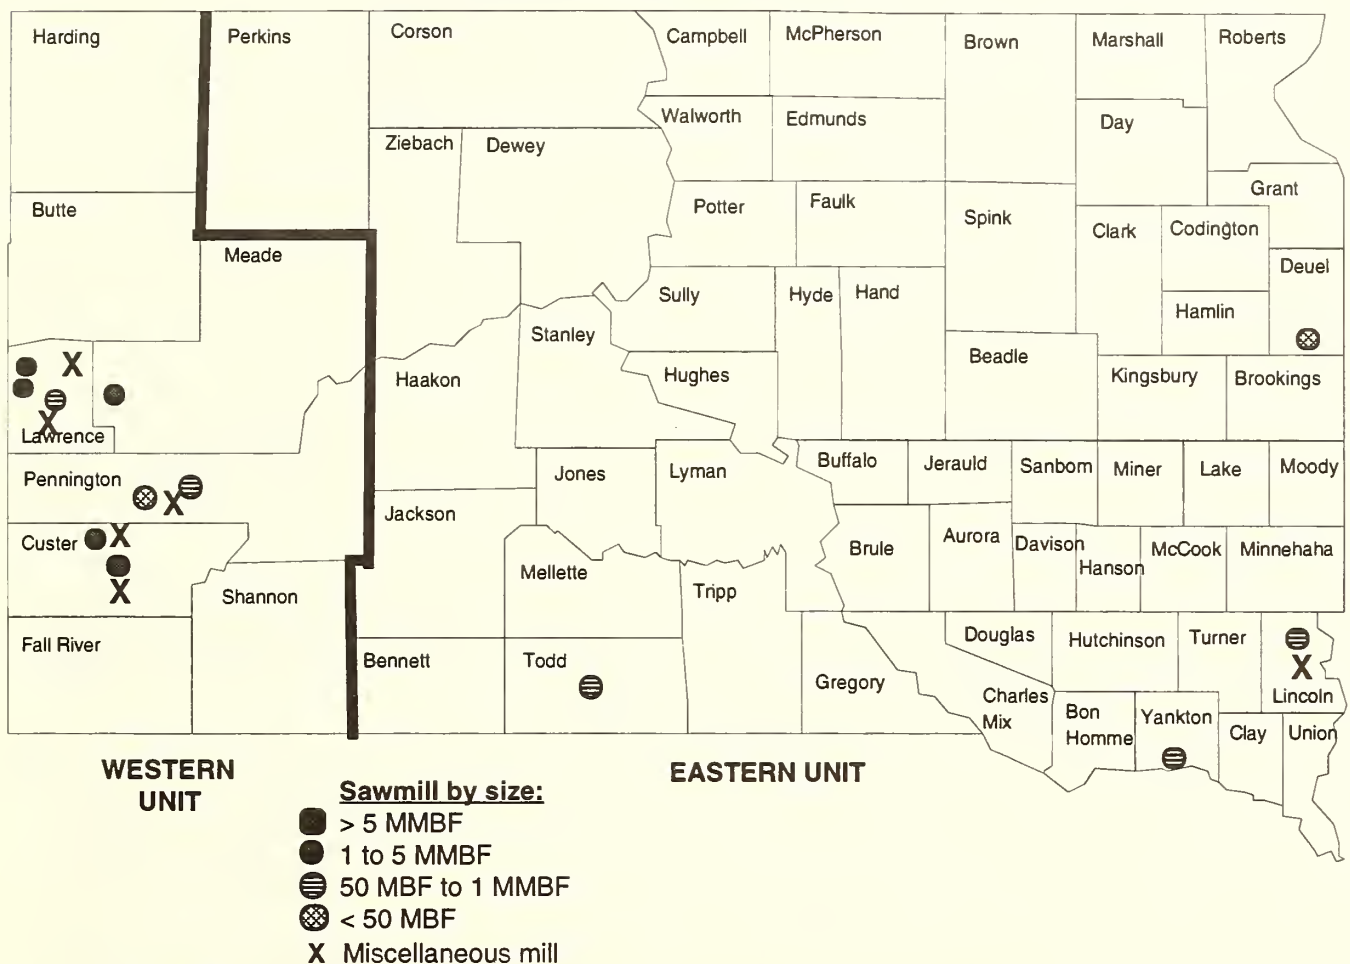 Harding
Perkins
Corson
Campbell
McPherson
Brown
Marshall
Roberts
Walworth
Edmunds
Day
Ziebach
Dewey
Grant
Butte
Potter
Faulk
Spink
Clark
Codington
Meade
Deuel
Sully
Hyde
Hand
Hamlin
Stanley
Beadle
Haakon
Hughes
Kingsbury
Brookings
Lawrence
Pennington
Jones
Lyman
Buffalo
Jerauld
Sanborn
Miner
Lake
Moody
Custer
Jackson
Brule
Aurora
Davison
Hanson
McCook
Minnehaha
Mellette
Tripp
Shannon
Fall River
Bennett
Todd
Gregory
Douglas
Hutchinson
Turner
Lincoln
Charles
Mix
Bon
Homme
Yankton
Clay
Union
WESTERN
UNIT
EASTERN UNIT
Sawmill by size:
> 5 MMBF
1 to 5 MMBF
50 MBF to 1 MMBF
< 50 MBF
X Miscellaneous mill